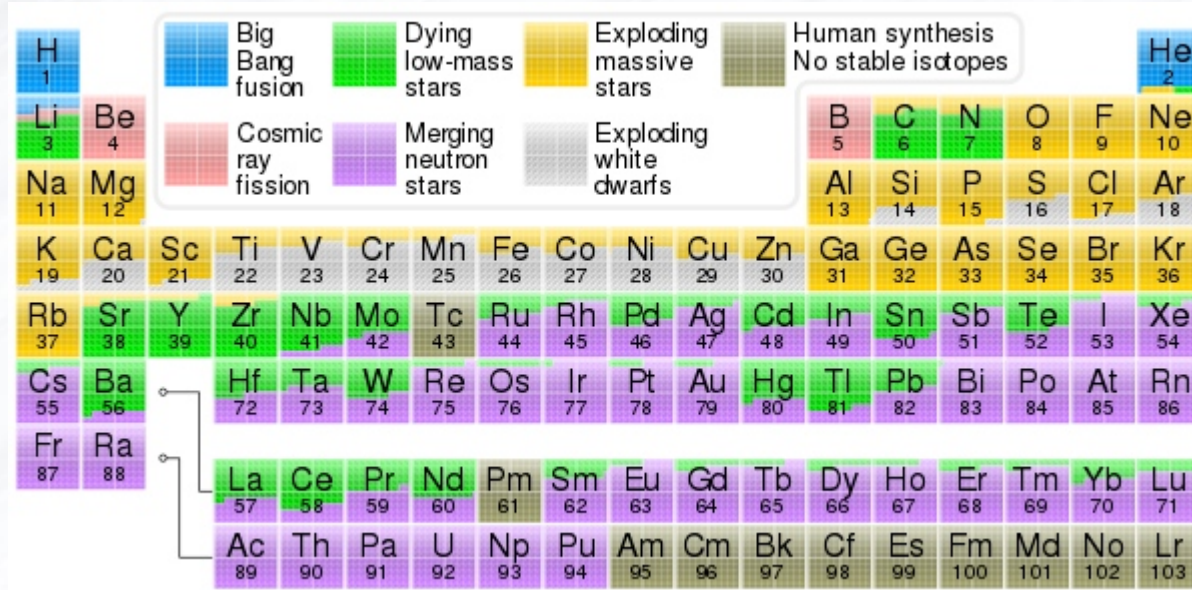 H
1
Big
Bang
fusion
Dying
low-mass
stars
Exploding
massive
stars
Human synthesis
No stable isotopes
He
2
Li
3
Be
4
Cosmic
ray
fission
Merging
neutron
stars
Exploding
white
dwarfs
B
5
C
6
N
7
O
8
F
9
Ne
10
Na
11
Mg
12
Al
13
Si
14
P
15
S
16
Cl
17
Ar
18
K
19
Ca
20
Sc
21
Ti
22
V
23
Cr
24
Mn
25
Fe
26
Co
27
Ni
28
Cu
29
Zn
30
Ga
31
Ge
32
As
33
Se
34
Br
35
Kr
36
Rb
37
Sr
38
Y
39
Zr
40
Nb
41
Mo
42
Tc
43
Ru
44
Rh
45
Pd
46
Ag
47
Cd
48
In
49
Sn
50
Sb
51
Te
52
I
53
Xe
54
Cs
55
Ba
56
Hf
72
Ta
73
W
74
Re
75
Os
76
Ir
77
Pt
78
Au
79
Hg
80
Tl
81
Pb
82
Bi
83
Po
84
At
85
Rn
86
Fr
87
Ra
88
La
57
Ce
58
Pr
59
Nd
60
Pm
61
Sm
62
Eu
63
Gd
64
Tb
65
Dy
66
Ho
67
Er
68
Tm
69
Yb
70
Lu
71
Ac
89
Th
90
Pa
91
U
92
Np
93
Pu
94
Am
95
Cm
96
Bk
97
Cf
98
Es
99
Fm
100
Md
101
No
102
Lr
103